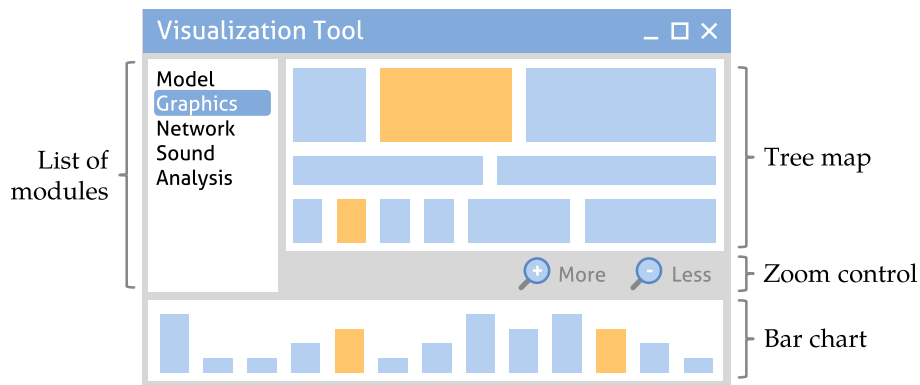 Visualization Tool
List of
modules
Model
Graphics
Network
Sound
Analysis
Tree map
+ More
- Less
Zoom control
Bar chart